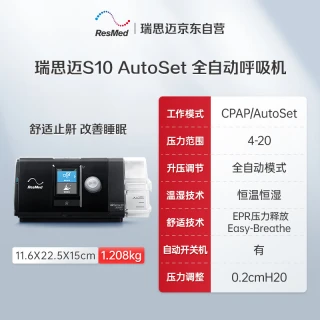 ResMed
瑞思迈京东自营
瑞思迈S10 AutoSet 全自动呼吸机
舒适止鼾 改善睡眠
ResMed
11.6X22.5X15cm 1.208kg
工作模式 CPAP/AutoSet
压力范围 4-20
升压调节 全自动模式
温湿技术 恒温恒湿
舒适技术 EPR压力释放
Easy-Breathe
自动开关机 有
压力调整 0.2cmH20